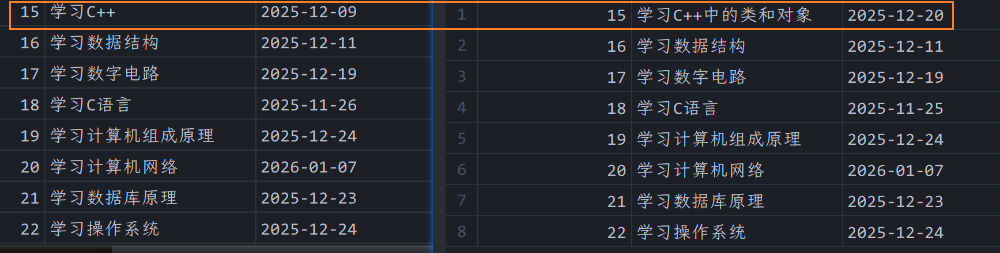 15 学习C++ 2025-12-09 1 15 学习C++中的类和对象 2025-12-20
16 学习数据结构 2025-12-11 2 16 学习数据结构 2025-12-11
17 学习数字电路 2025-12-19 3 17 学习数字电路 2025-12-19
18 学习C语言 2025-11-26 4 18 学习C语言 2025-11-25
19 学习计算机组成原理 2025-12-24 5 19 学习计算机组成原理 2025-12-24
20 学习计算机网络 2026-01-07 6 20 学习计算机网络 2026-01-07
21 学习数据库原理 2025-12-23 7 21 学习数据库原理 2025-12-23
22 学习操作系统 2025-12-24 8 22 学习操作系统 2025-12-24